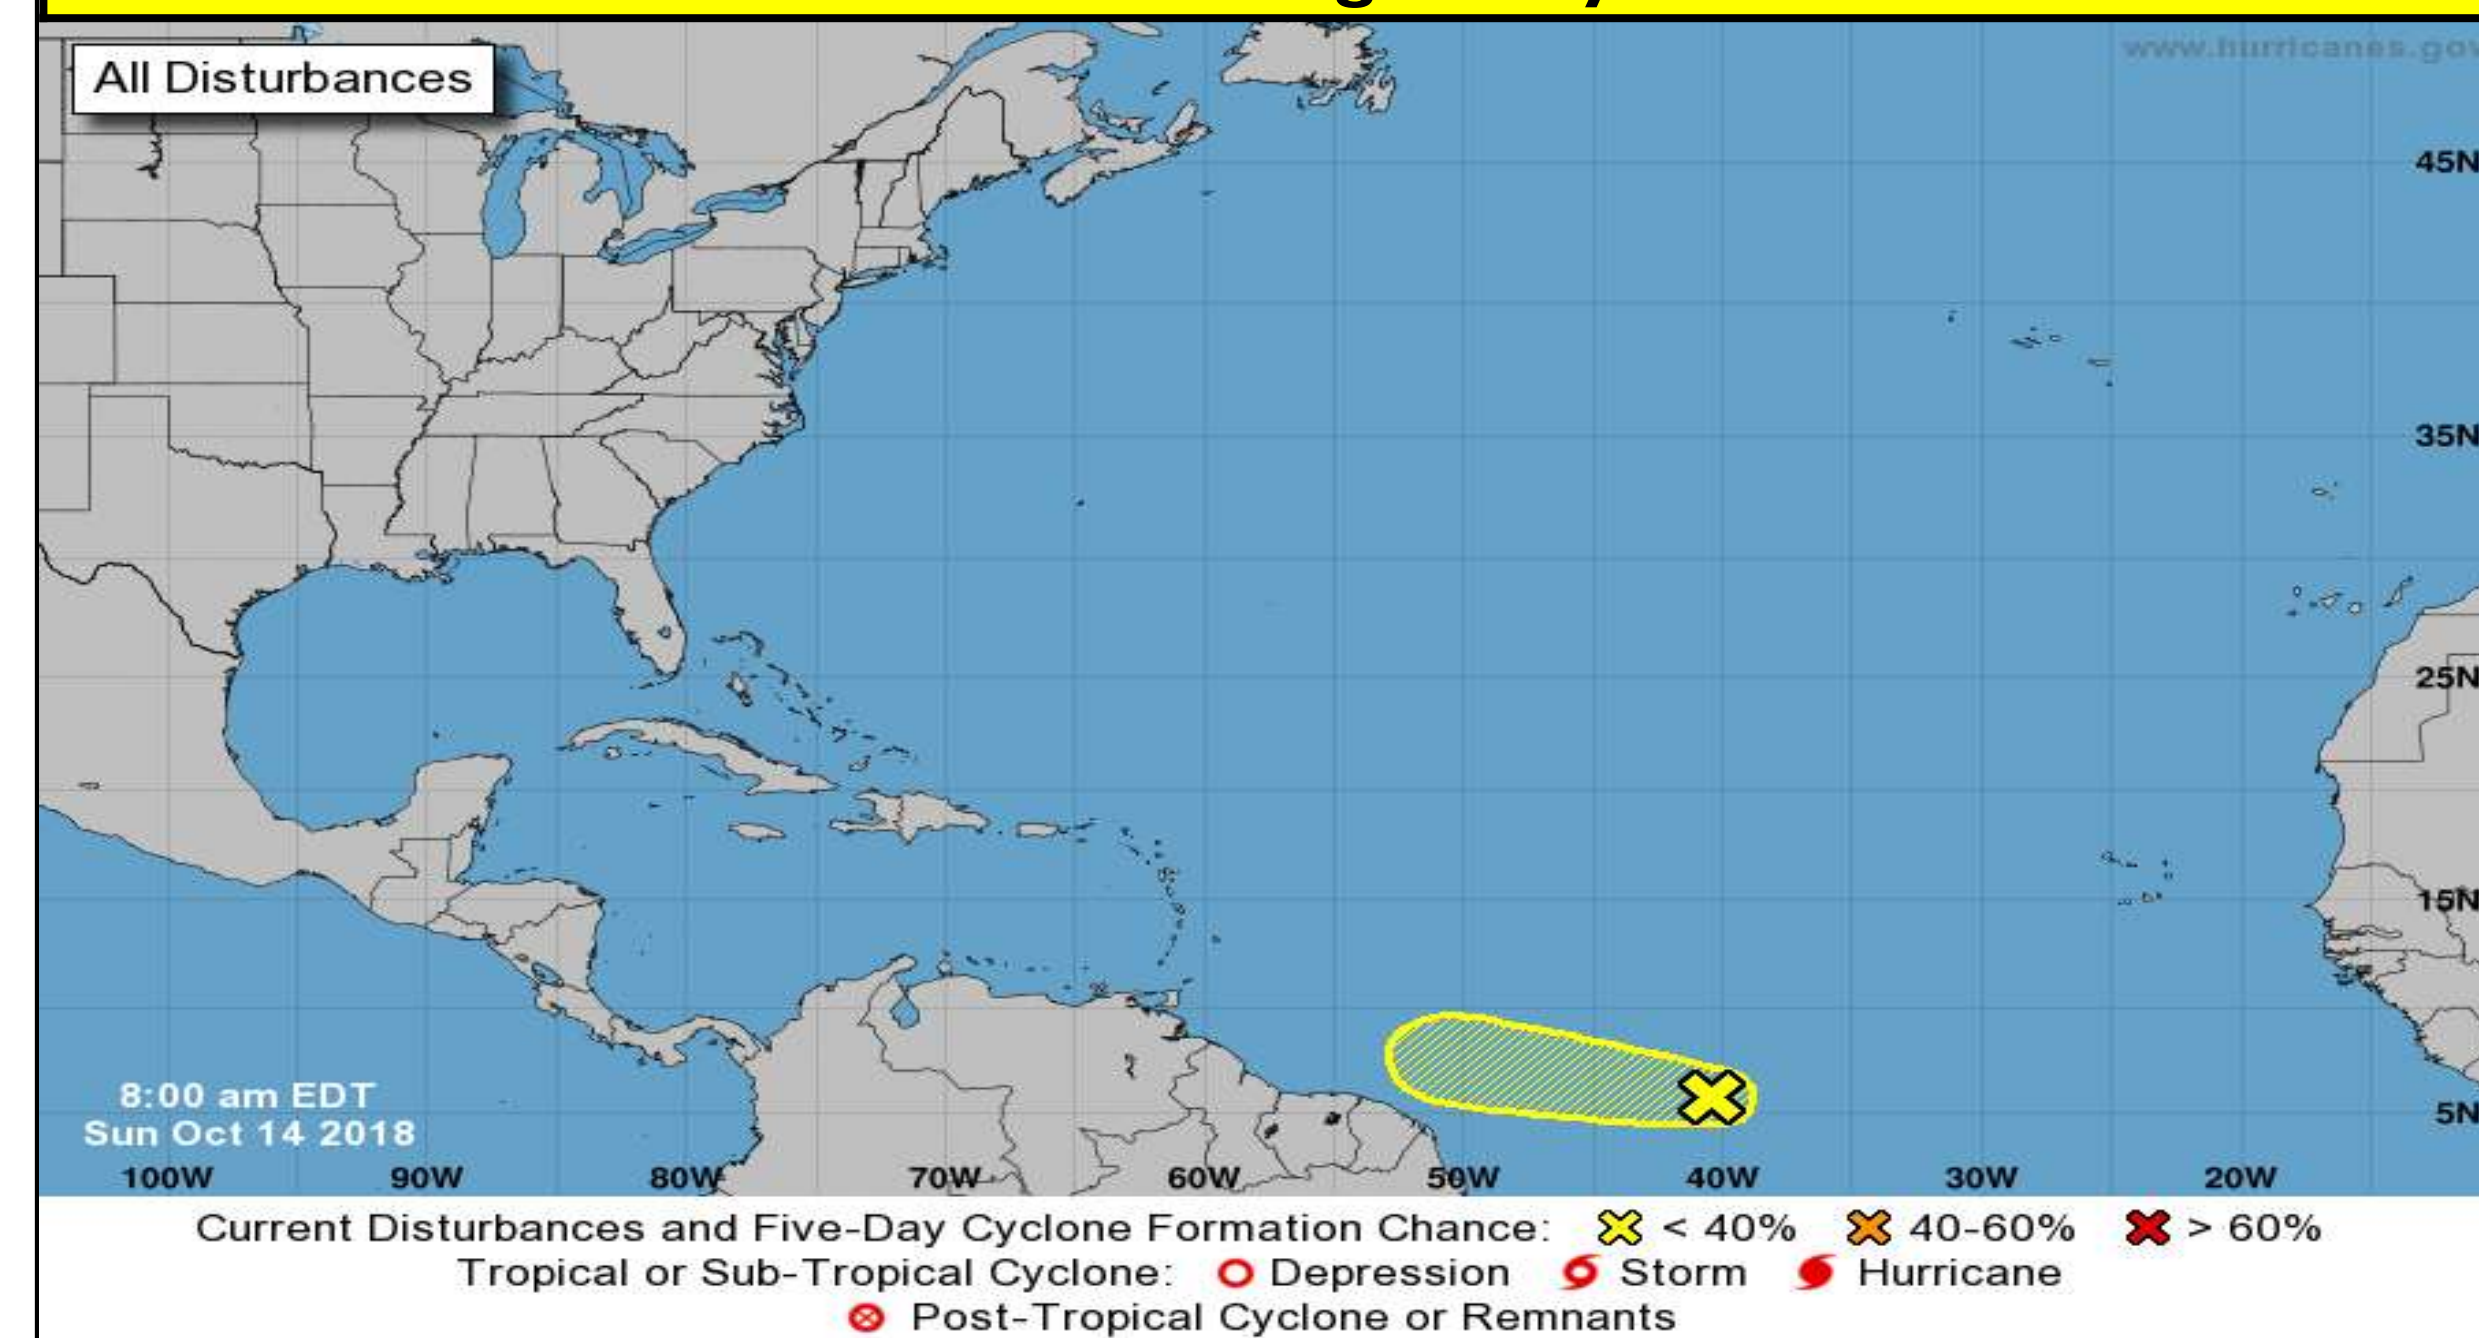 All Disturbances
www.hurricanes.gov
45N
35N
25N
15N
5N
8:00 am EDT
Sun Oct 14 2018
100W 90W 80W 70W 60W 50W 40W 30W 20W
Current Disturbances and Five-Day Cyclone Formation Chance: < 40% 40-60% > 60%
Tropical or Sub-Tropical Cyclone: Depression Storm Hurricane
Post-Tropical Cyclone or Remnants